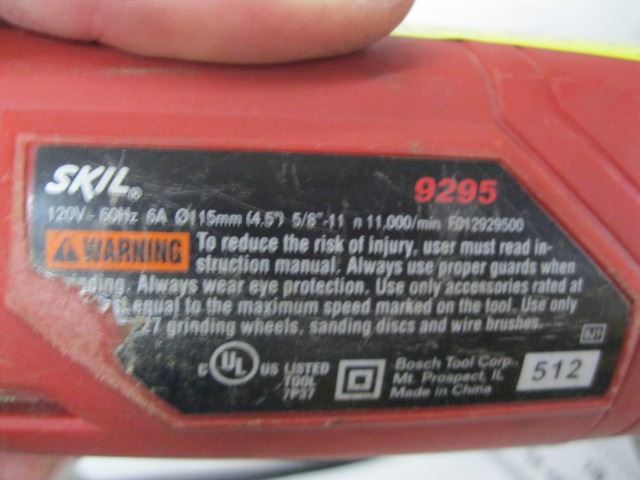 SKIL® 9295
120V~60Hz 6A Ø115mm (4.5") 5/8"-11 n 11,000/min F012929500
WARNING To reduce the risk of injury, user must read in-
struction manual. Always use proper guards when
Always wear eye protection. Use only accessories rated at
equal to the maximum speed marked on the tool. Use only
27 grinding wheels, sanding discs and wire brushes.
C UL US LISTED
TOOL
7P37
Bosch Tool Corp.,
Mt. Prospect, IL
Made in China
512